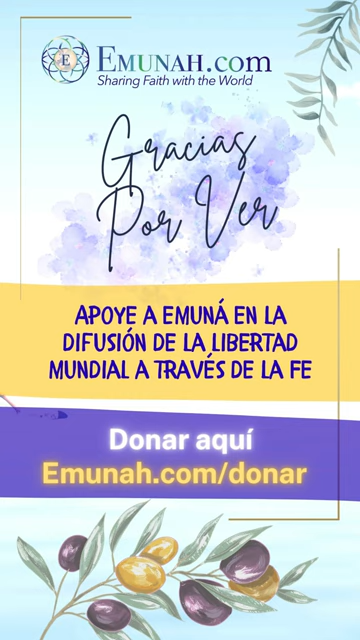 E
EMUNAH.com
Sharing Faith with the World
Gracias
Por Ver
APOYE A EMUNÁ EN LA
DIFUSIÓN DE LA LIBERTAD
MUNDIAL A TRAVÉS DE LA FE
Donar aquí
Emunah.com/donar